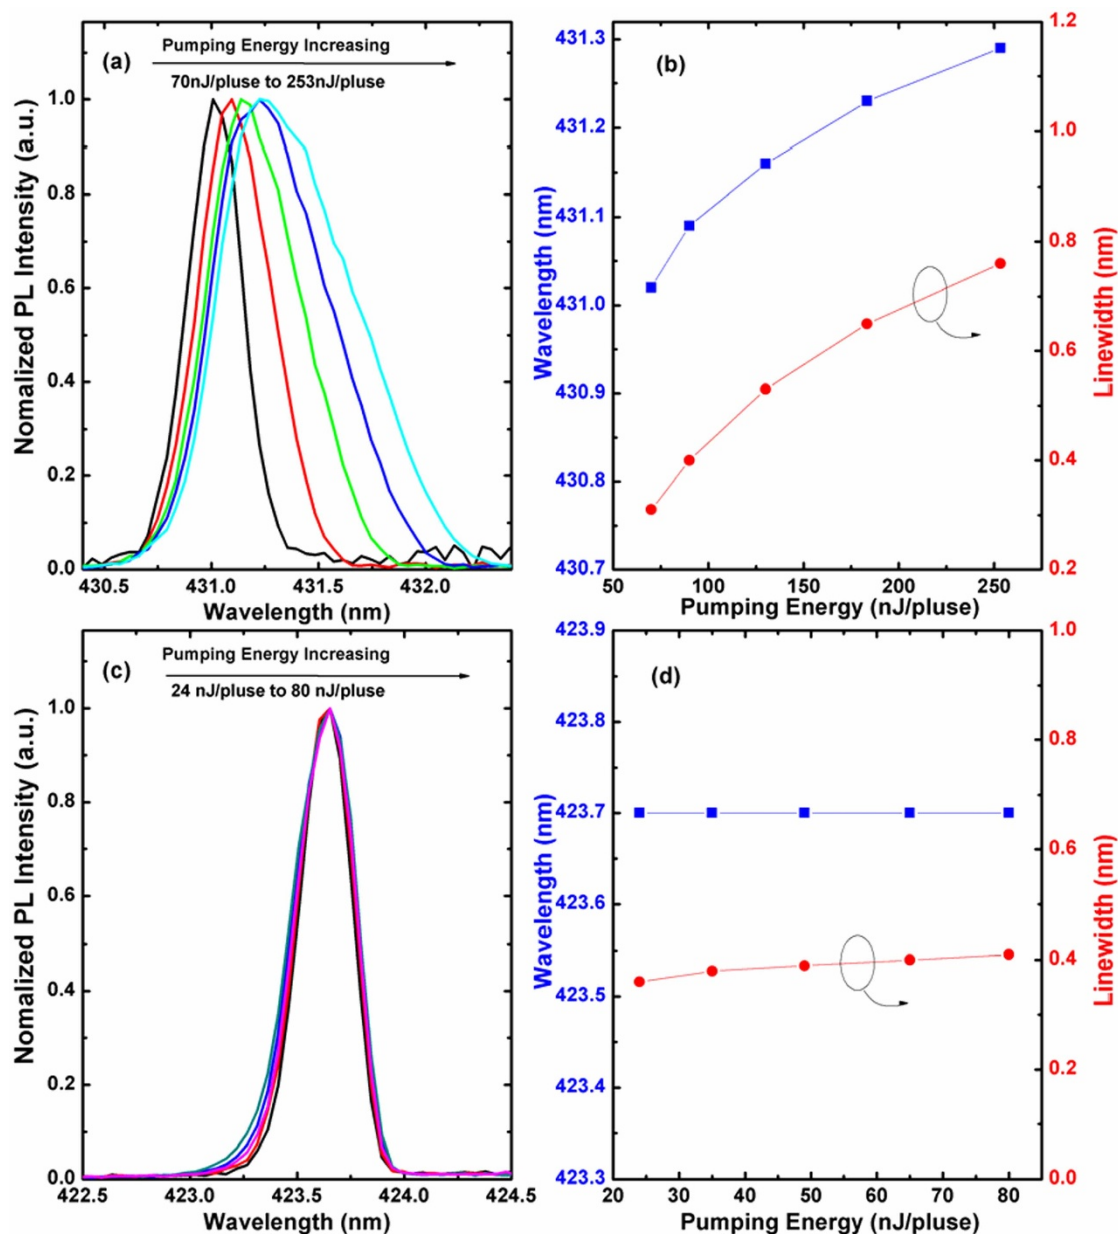 (a)
Pumping Energy Increasing
70nJ/pluse to 253nJ/pluse
Nomalized PL Intensity (a.u.)
1.0
0.8
0.6
0.4
0.2
0.0
430.5 431.0 431.5 432.0
Wavelength (nm)
(b)
Wavelength (nm)
431.3
431.2
431.1
431.0
430.9
430.8
430.7
1.2
1.0
0.8
0.6
0.4
0.2
Linewidth (nm)
50 100 150 200 250
Pumping Energy (nJ/pluse)
(c)
Pumping Energy Increasing
24 nJ/pluse to 80 nJ/pluse
Nomalized PL Intensity (a.u.)
1.0
0.8
0.6
0.4
0.2
0.0
422.5 423.0 423.5 424.0 424.5
Wavelength (nm)
(d)
Wavelength (nm)
423.9
423.8
423.7
423.6
423.5
423.4
423.3
1.0
0.8
0.6
0.4
0.2
0.0
Linewidth (nm)
20 30 40 50 60 70 80
Pumping Energy (nJ/pluse)